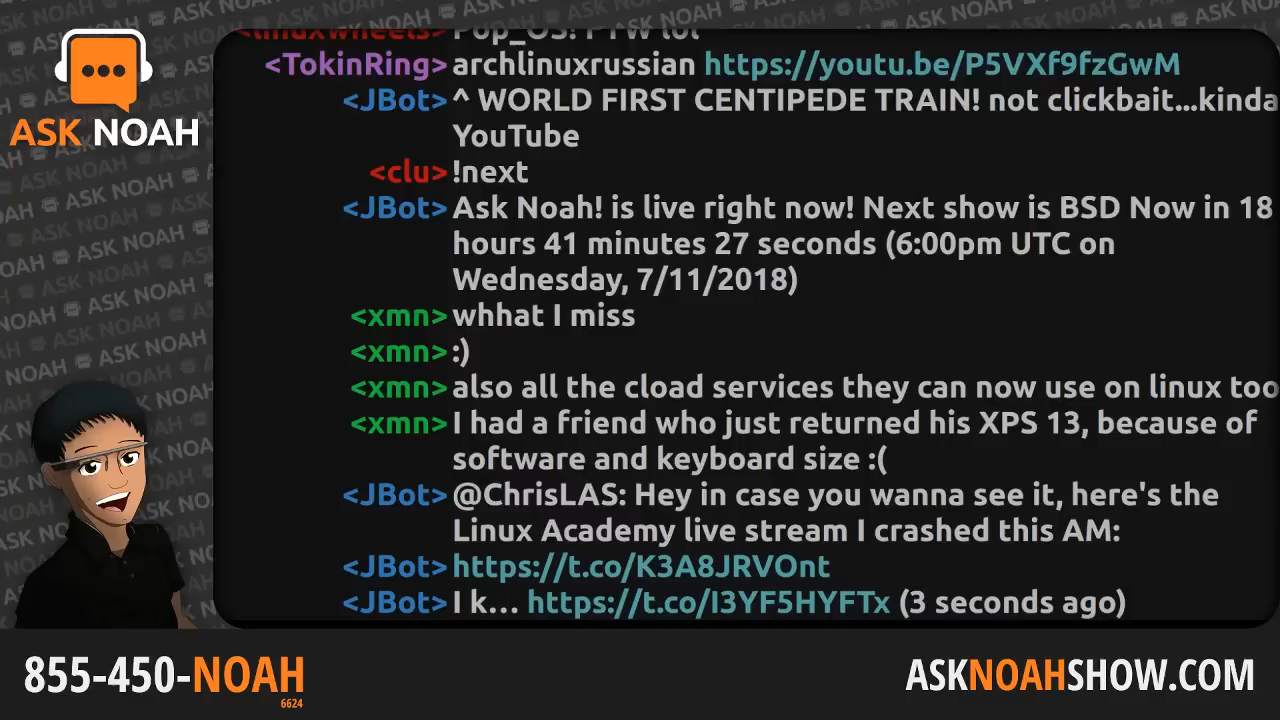 ASK NOAH
<linuxwheels> Pop_OS! FTW lol
<TokinRing> archlinuxrussian https://youtu.be/P5VXf9fzGwM
<JBot> ^ WORLD FIRST CENTIPEDE TRAIN! not clickbait...kinda
YouTube
<clu> !next
<JBot> Ask Noah! is live right now! Next show is BSD Now in 18
hours 41 minutes 27 seconds (6:00pm UTC on
Wednesday, 7/11/2018)
<xmn> whhat I miss
<xmn> :)
<xmn> also all the cload services they can now use on linux too
<xmn> I had a friend who just returned his XPS 13, because of
software and keyboard size :(
<JBot> @ChrisLAS: Hey in case you wanna see it, here's the
Linux Academy live stream I crashed this AM:
<JBot> https://t.co/K3A8JRVOnt
<JBot> I k... https://t.co/I3YF5HYFTx (3 seconds ago)
855-450-NOAH
6624
ASKNOAHSHOW.COM